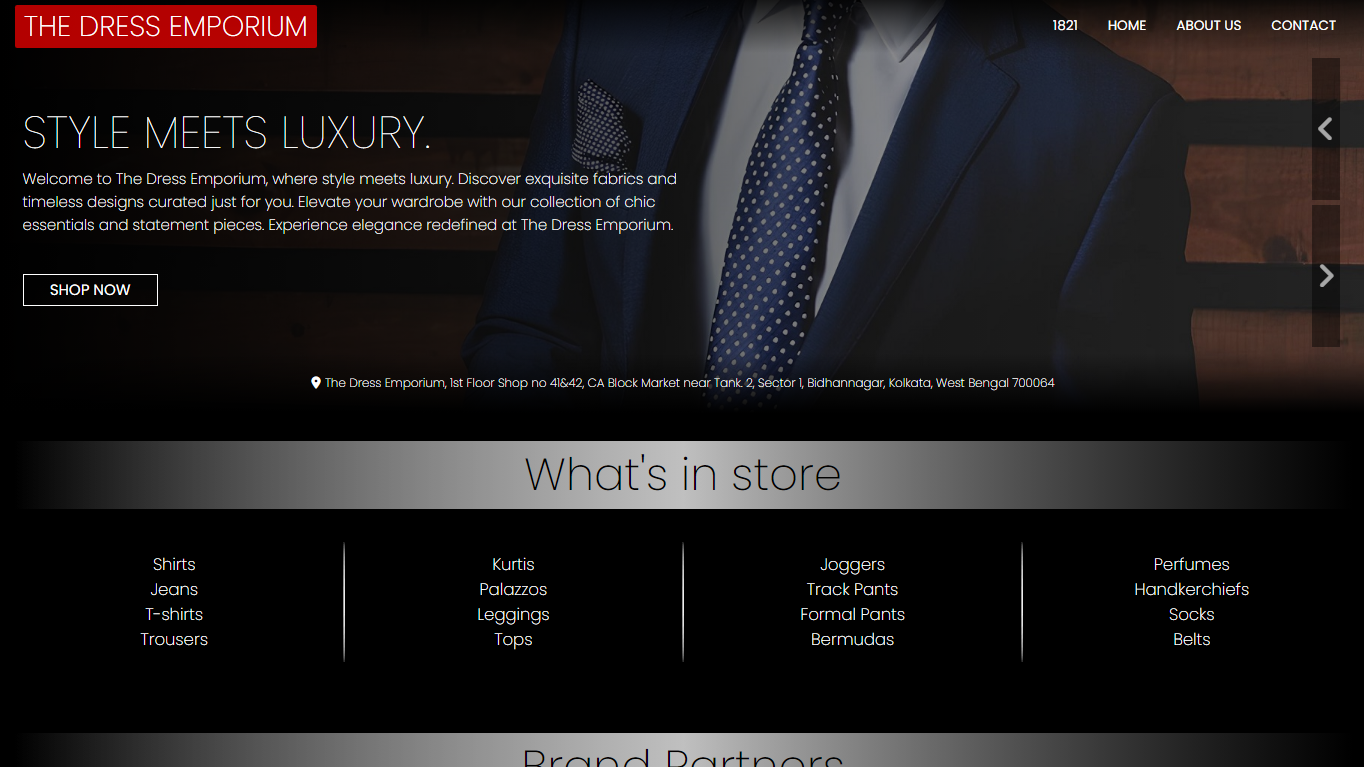 THE DRESS EMPORIUM
1821 HOME ABOUT US CONTACT
STYLE MEETS LUXURY.
Welcome to The Dress Emporium, where style meets luxury. Discover exquisite fabrics and
timeless designs curated just for you. Elevate your wardrobe with our collection of chic
essentials and statement pieces. Experience elegance redefined at The Dress Emporium.
SHOP NOW
The Dress Emporium, 1st Floor Shop no 41&42, CA Block Market near Tank. 2, Sector 1, Bidhannagar, Kolkata, West Bengal 700064
What's in store
Shirts
Jeans
T-shirts
Trousers
Kurtis
Palazzos
Leggings
Tops
Joggers
Track Pants
Formal Pants
Bermudas
Perfumes
Handkerchiefs
Socks
Belts
Brand Partners